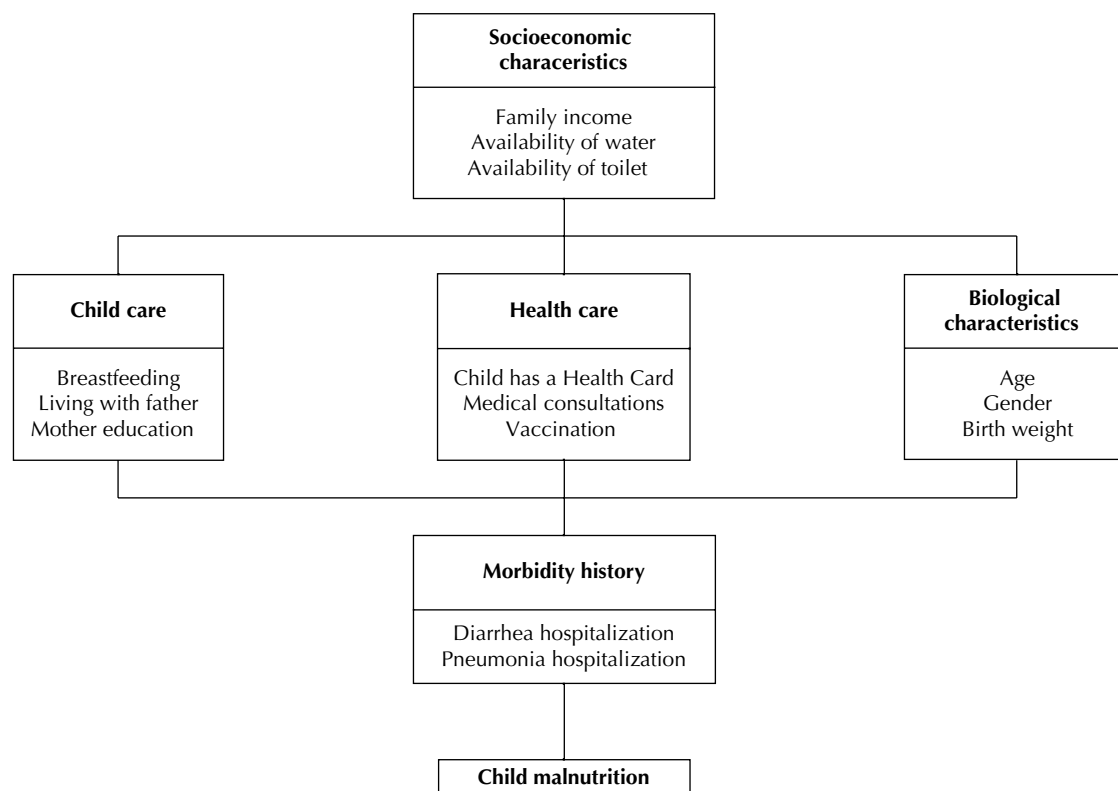 Socioeconomic
characeristics
Family income
Availability of water
Availability of toilet
Child care
Breastfeeding
Living with father
Mother education
Health care
Child has a Health Card
Medical consultations
Vaccination
Biological
characteristics
Age
Gender
Birth weight
Morbidity history
Diarrhea hospitalization
Pneumonia hospitalization
Child malnutrition